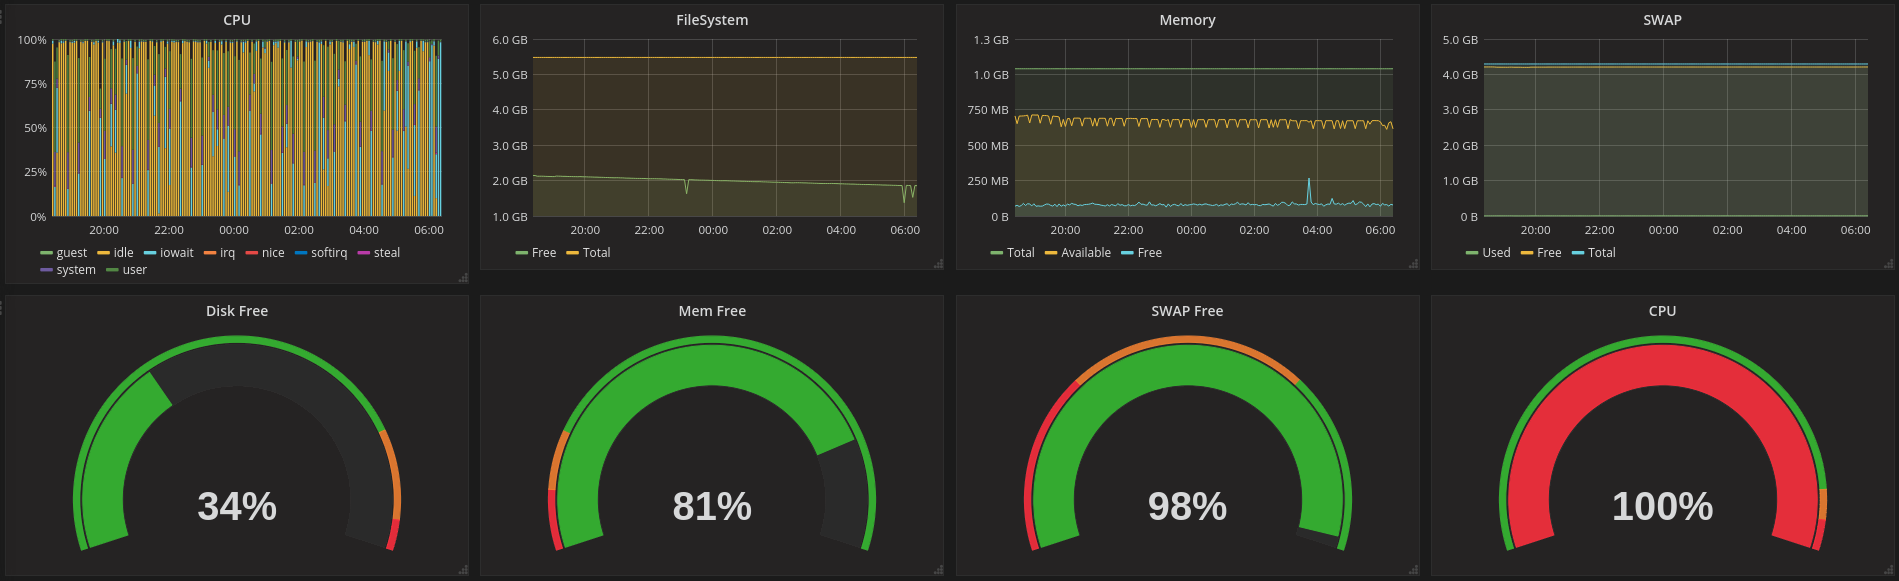 CPU
100%
75%
50%
25%
0%
20:00 22:00 00:00 02:00 04:00 06:00
guest idle iowait irq nice softirq steal
system user
FileSystem
6.0 GB
5.0 GB
4.0 GB
3.0 GB
2.0 GB
1.0 GB
20:00 22:00 00:00 02:00 04:00 06:00
Free Total
Memory
1.3 GB
1.0 GB
750 MB
500 MB
250 MB
0 B
20:00 22:00 00:00 02:00 04:00 06:00
Total Available Free
SWAP
5.0 GB
4.0 GB
3.0 GB
2.0 GB
1.0 GB
0 B
20:00 22:00 00:00 02:00 04:00 06:00
Used Free Total
Disk Free
34%
Mem Free
81%
SWAP Free
98%
CPU
100%